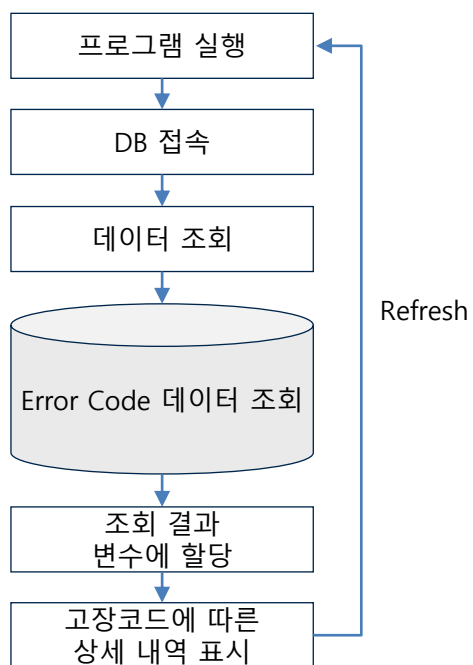 프로그램 실행
DB 접속
데이터 조회
Refresh
Error Code 데이터 조회
조회 결과
변수에 할당
고장코드에 따른
상세 내역 표시